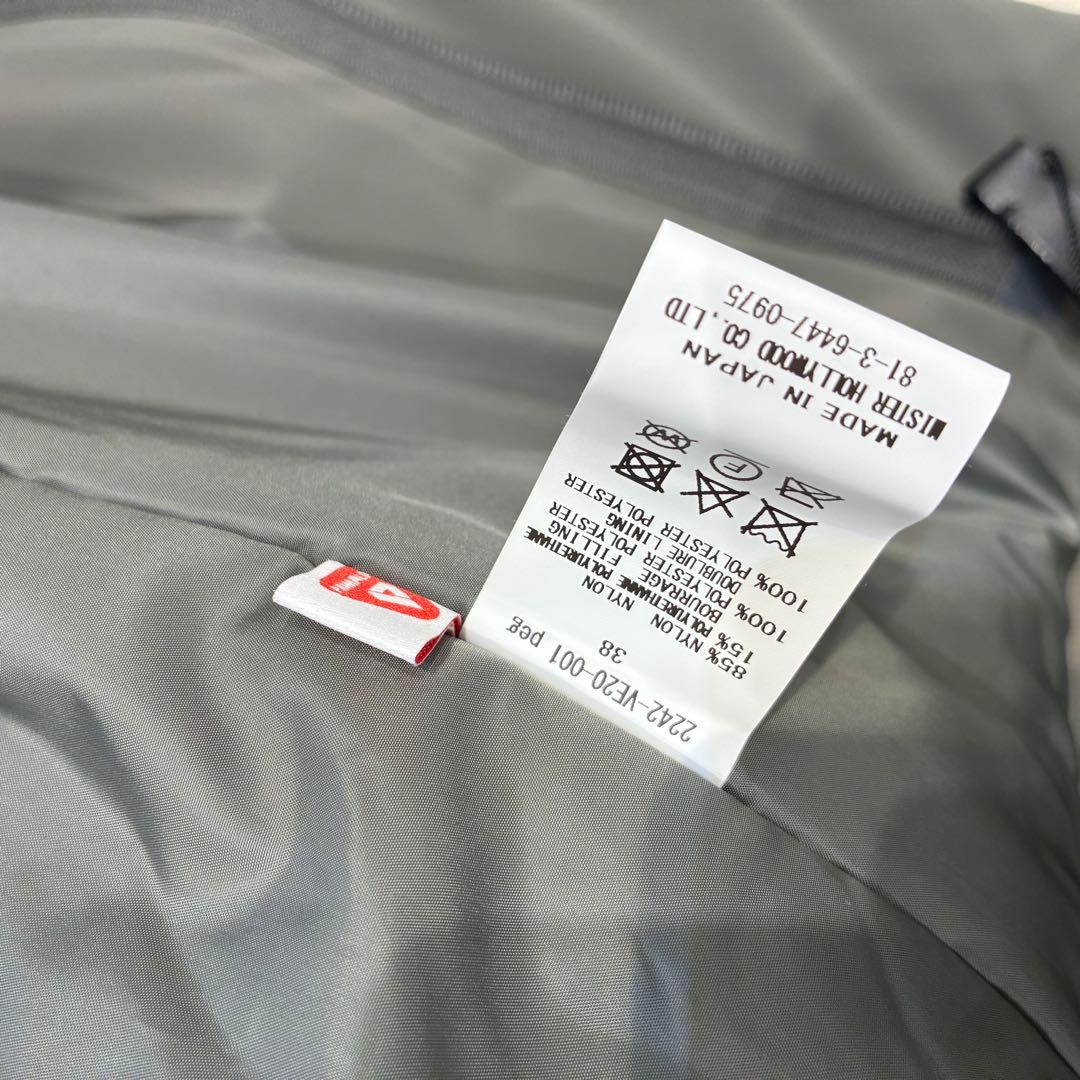 2242-VE20-001 peg
38
85% NYLON NYLON
15% POLYURETHANE POLYURETHANE
BOURRAGE FILLING
100% POLYESTER POLYESTER
DOUBLURE LINING
100% POLYESTER POLYESTER
F
MADE IN JAPAN
MISTER HOLLYWOOD CO.,LTD
81-3-6447-0975